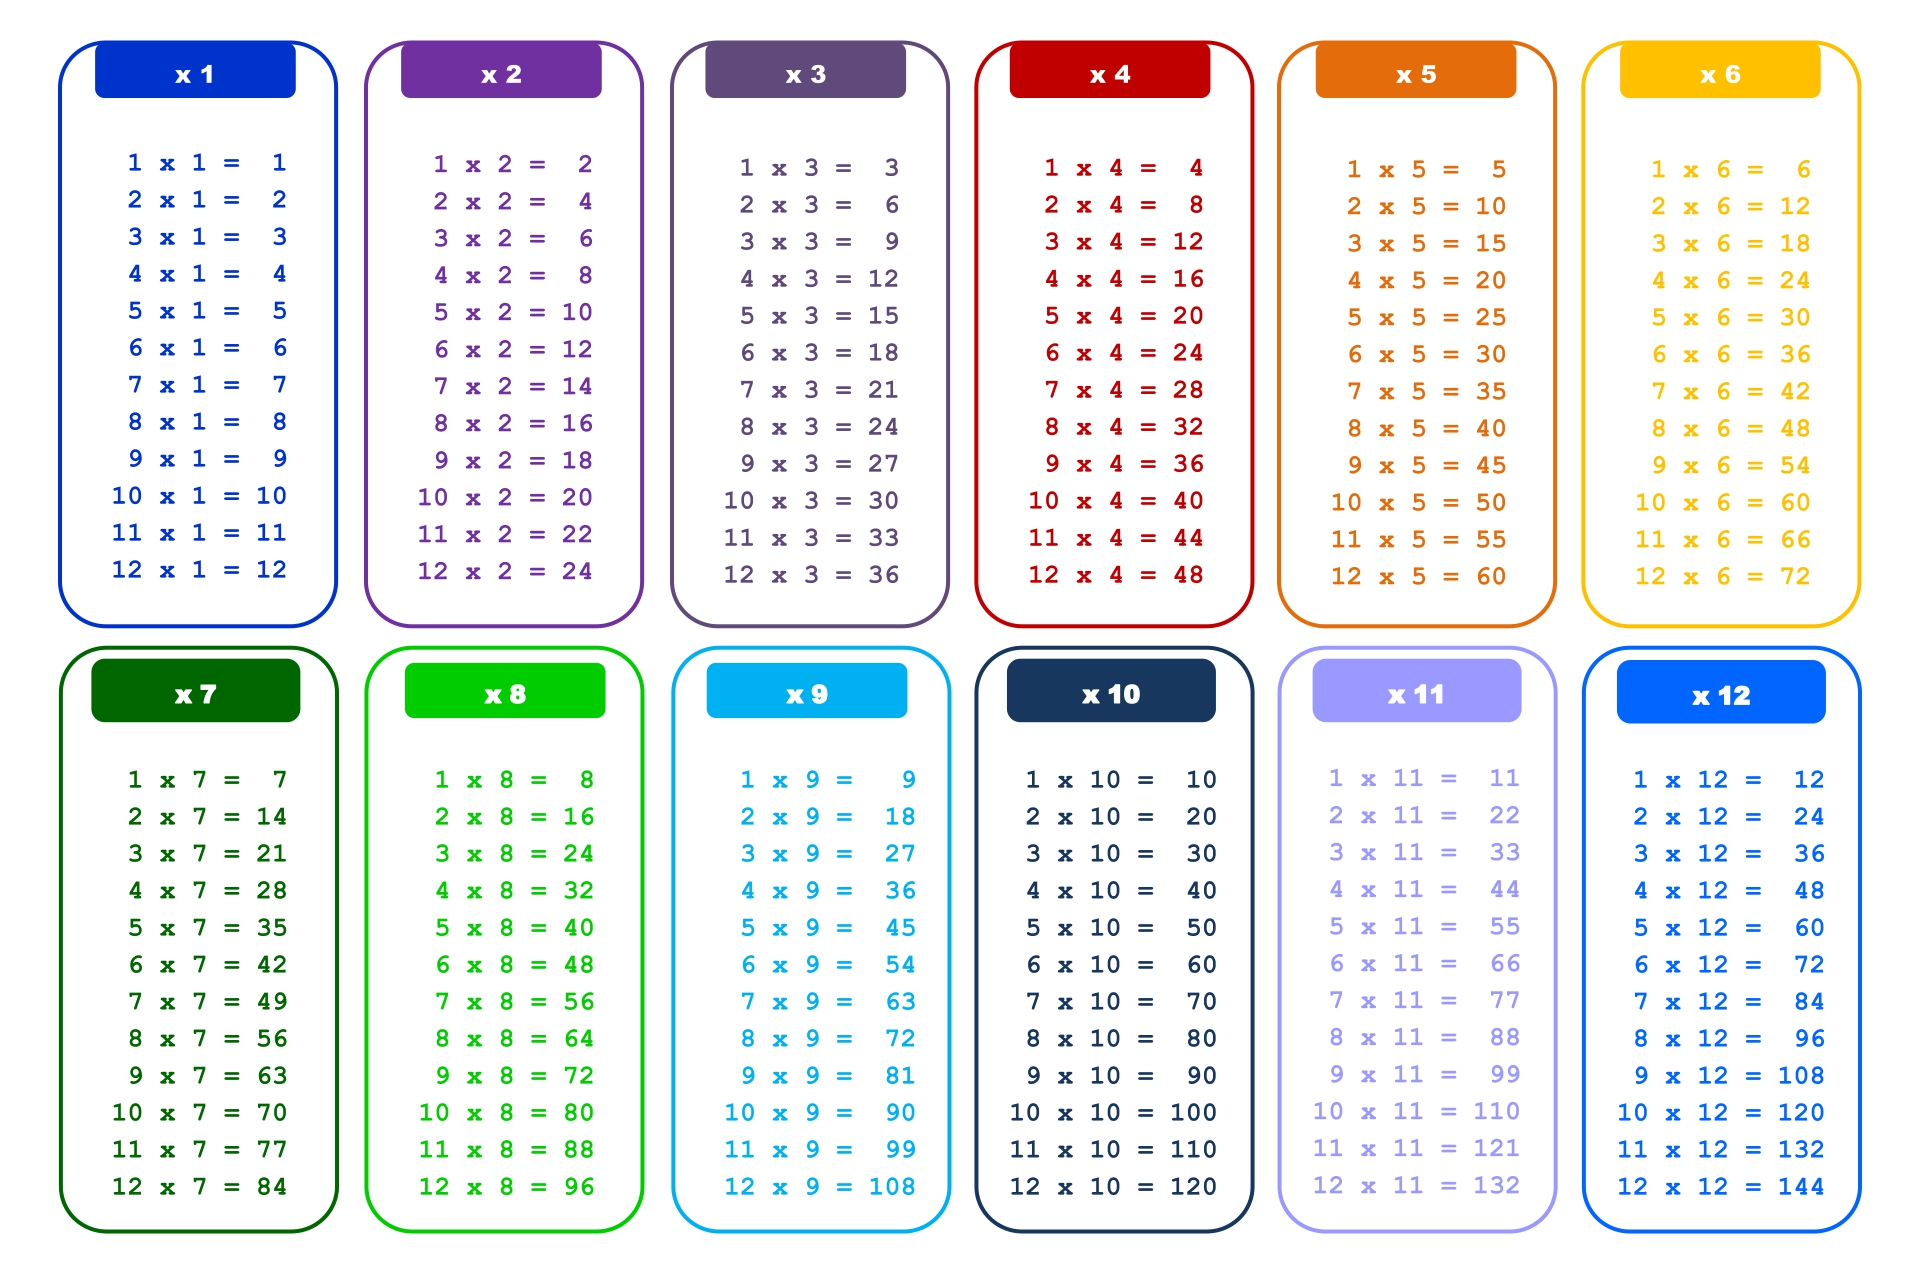 x 1
1 x 1 = 1
2 x 1 = 2
3 x 1 = 3
4 x 1 = 4
5 x 1 = 5
6 x 1 = 6
7 x 1 = 7
8 x 1 = 8
9 x 1 = 9
10 x 1 = 10
11 x 1 = 11
12 x 1 = 12
x 2
1 x 2 = 2
2 x 2 = 4
3 x 2 = 6
4 x 2 = 8
5 x 2 = 10
6 x 2 = 12
7 x 2 = 14
8 x 2 = 16
9 x 2 = 18
10 x 2 = 20
11 x 2 = 22
12 x 2 = 24
x 3
1 x 3 = 3
2 x 3 = 6
3 x 3 = 9
4 x 3 = 12
5 x 3 = 15
6 x 3 = 18
7 x 3 = 21
8 x 3 = 24
9 x 3 = 27
10 x 3 = 30
11 x 3 = 33
12 x 3 = 36
x 4
1 x 4 = 4
2 x 4 = 8
3 x 4 = 12
4 x 4 = 16
5 x 4 = 20
6 x 4 = 24
7 x 4 = 28
8 x 4 = 32
9 x 4 = 36
10 x 4 = 40
11 x 4 = 44
12 x 4 = 48
x 5
1 x 5 = 5
2 x 5 = 10
3 x 5 = 15
4 x 5 = 20
5 x 5 = 25
6 x 5 = 30
7 x 5 = 35
8 x 5 = 40
9 x 5 = 45
10 x 5 = 50
11 x 5 = 55
12 x 5 = 60
x 6
1 x 6 = 6
2 x 6 = 12
3 x 6 = 18
4 x 6 = 24
5 x 6 = 30
6 x 6 = 36
7 x 6 = 42
8 x 6 = 48
9 x 6 = 54
10 x 6 = 60
11 x 6 = 66
12 x 6 = 72
x 7
1 x 7 = 7
2 x 7 = 14
3 x 7 = 21
4 x 7 = 28
5 x 7 = 35
6 x 7 = 42
7 x 7 = 49
8 x 7 = 56
9 x 7 = 63
10 x 7 = 70
11 x 7 = 77
12 x 7 = 84
x 8
1 x 8 = 8
2 x 8 = 16
3 x 8 = 24
4 x 8 = 32
5 x 8 = 40
6 x 8 = 48
7 x 8 = 56
8 x 8 = 64
9 x 8 = 72
10 x 8 = 80
11 x 8 = 88
12 x 8 = 96
x 9
1 x 9 = 9
2 x 9 = 18
3 x 9 = 27
4 x 9 = 36
5 x 9 = 45
6 x 9 = 54
7 x 9 = 63
8 x 9 = 72
9 x 9 = 81
10 x 9 = 90
11 x 9 = 99
12 x 9 = 108
x 10
1 x 10 = 10
2 x 10 = 20
3 x 10 = 30
4 x 10 = 40
5 x 10 = 50
6 x 10 = 60
7 x 10 = 70
8 x 10 = 80
9 x 10 = 90
10 x 10 = 100
11 x 10 = 110
12 x 10 = 120
x 11
1 x 11 = 11
2 x 11 = 22
3 x 11 = 33
4 x 11 = 44
5 x 11 = 55
6 x 11 = 66
7 x 11 = 77
8 x 11 = 88
9 x 11 = 99
10 x 11 = 110
11 x 11 = 121
12 x 11 = 132
x 12
1 x 12 = 12
2 x 12 = 24
3 x 12 = 36
4 x 12 = 48
5 x 12 = 60
6 x 12 = 72
7 x 12 = 84
8 x 12 = 96
9 x 12 = 108
10 x 12 = 120
11 x 12 = 132
12 x 12 = 144